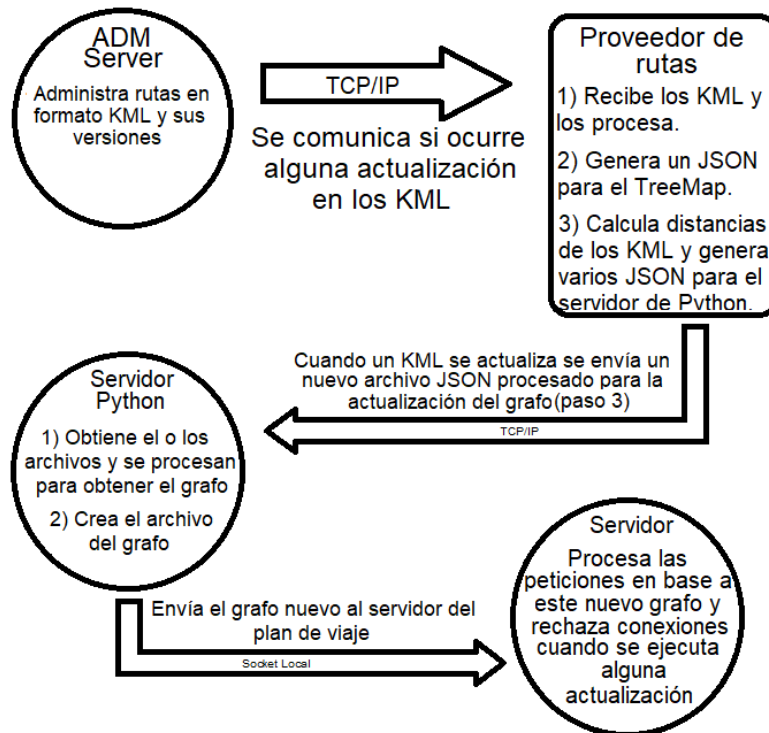 ADM
Server
Administra rutas en
formato KML y sus
versiones
TCP/IP
Se comunica si ocurre
alguna actualización
en los KML
Proveedor de
rutas
1) Recibe los KML y
los procesa.
2) Genera un JSON
para el TreeMap.
3) Calcula distancias
de los KML y genera
varios JSON para el
servidor de Python.
Cuando un KML se actualiza se envía un
nuevo archivo JSON procesado para la
actualización del grafo(paso 3)
TCP/IP
Servidor
Python
1) Obtiene el o los
archivos y se procesan
para obtener el grafo
2) Crea el archivo
del grafo
Envía el grafo nuevo al servidor del
plan de viaje
Socket Local
Servidor
Procesa las
peticiones en base a
este nuevo grafo y
rechaza conexiones
cuando se ejecuta
alguna
actualización